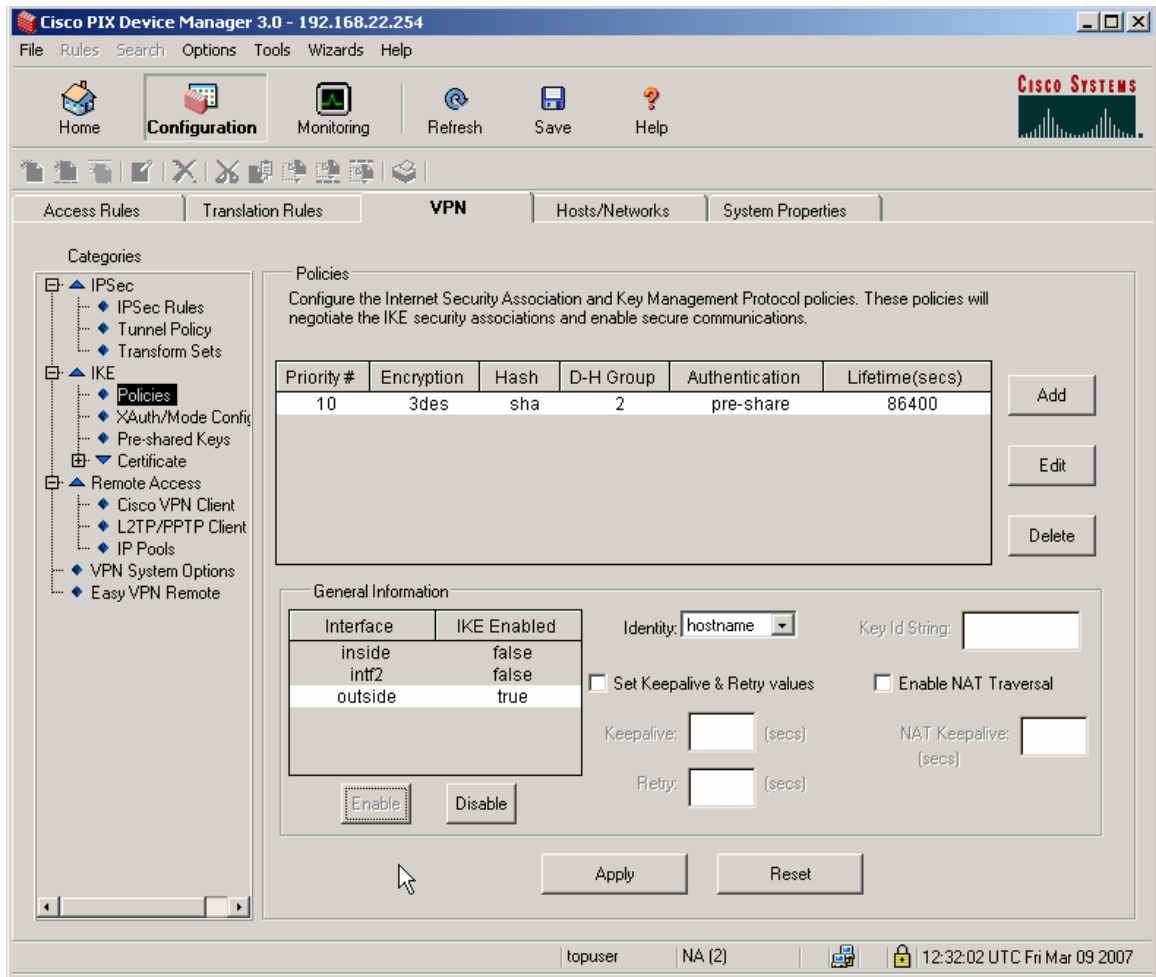 Cisco PIX Device Manager 3.0 - 192.168.22.254
File Rules Search Options Tools Wizards Help
Home Configuration Monitoring Refresh Save Help
CISCO SYSTEMS
Access Rules Translation Rules VPN Hosts/Networks System Properties
Categories
IPSec
IPSec Rules
Tunnel Policy
Transform Sets
IKE
Policies
XAuth/Mode Config
Pre-shared Keys
Certificate
Remote Access
Cisco VPN Client
L2TP/PPTP Client
IP Pools
VPN System Options
Easy VPN Remote
Policies
Configure the Internet Security Association and Key Management Protocol policies. These policies will
negotiate the IKE security associations and enable secure communications.
Priority # Encryption Hash D-H Group Authentication Lifetime(secs)
10 3des sha 2 pre-share 86400
Add
Edit
Delete
General Information
Interface IKE Enabled
inside false
intf2 false
outside true
Enable Disable
Identity: hostname
Key Id String:
Set Keepalive & Retry values
Enable NAT Traversal
Keepalive: (secs)
NAT Keepalive:
(secs)
Retry: (secs)
Apply Reset
topuser NA (2) 12:32:02 UTC Fri Mar 09 2007